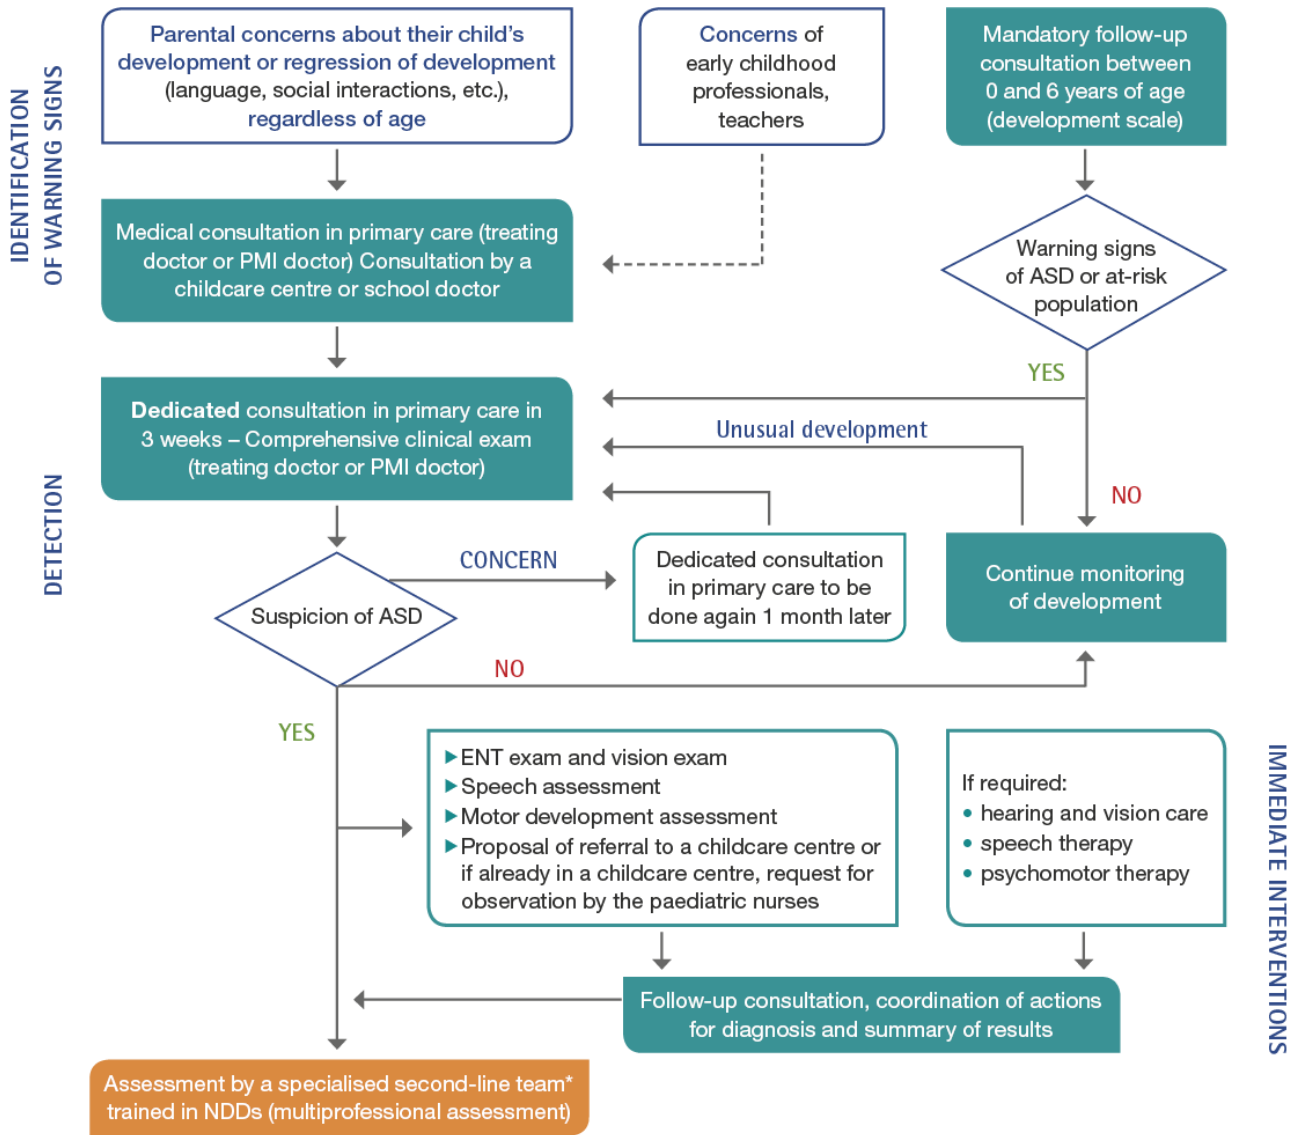 IDENTIFICATION
OF WARNING SIGNS
Parental concerns about their child's
development or regression of development
(language, social interactions, etc.),
regardless of age
Concerns of
early childhood
professionals,
teachers
Mandatory follow-up
consultation between
0 and 6 years of age
(development scale)
Medical consultation in primary care (treating
doctor or PMI doctor) Consultation by a
childcare centre or school doctor
Warning signs
of ASD or at-risk
population
YES
NO
DETECTION
Dedicated consultation in primary care in
3 weeks – Comprehensive clinical exam
(treating doctor or PMI doctor)
Unusual development
Suspicion of ASD
CONCERN
Dedicated consultation
in primary care to be
done again 1 month later
Continue monitoring
of development
NO
YES
▶ENT exam and vision exam
▶Speech assessment
▶Motor development assessment
▶Proposal of referral to a childcare centre or
if already in a childcare centre, request for
observation by the paediatric nurses
If required:
• hearing and vision care
• speech therapy
• psychomotor therapy
IMMEDIATE INTERVENTIONS
Follow-up consultation, coordination of actions
for diagnosis and summary of results
Assessment by a specialised second-line team*
trained in NDDs (multiprofessional assessment)